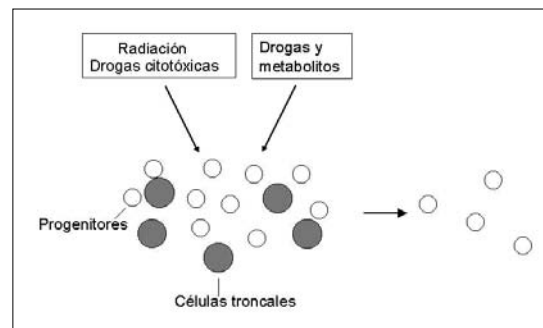 Radiación
Drogas citotóxicas
Drogas y
metabolitos
Progenitores
Células troncales